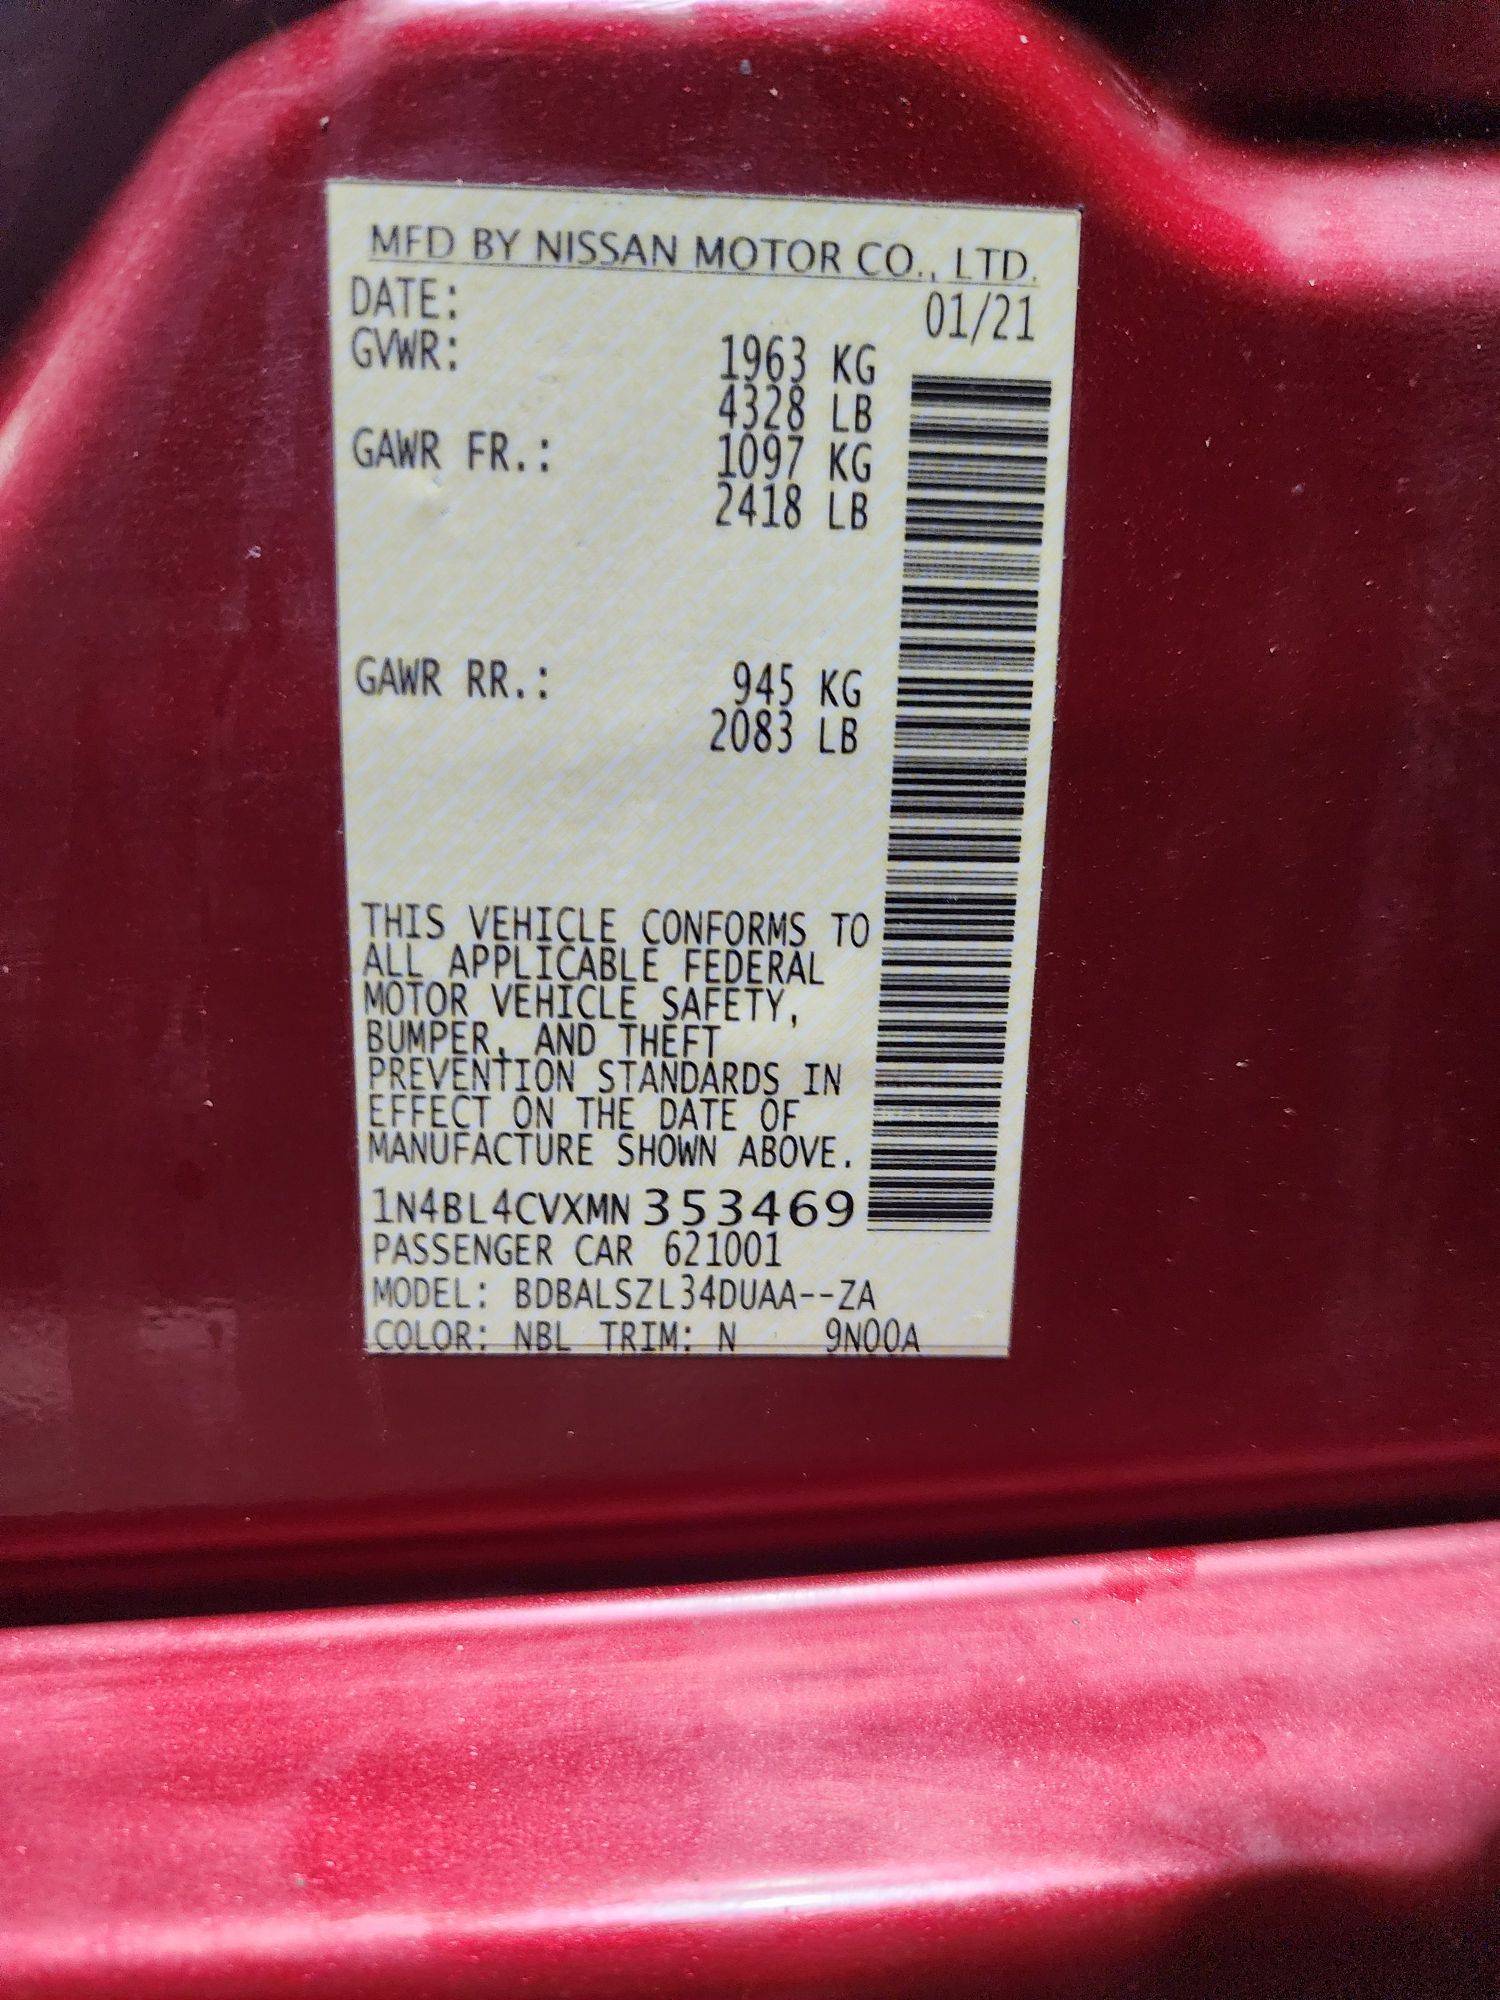 MFD BY NISSAN MOTOR CO., LTD.
DATE: 01/21
GVWR: 1963 KG
4328 LB
GAWR FR.: 1097 KG
2418 LB
GAWR RR.: 945 KG
2083 LB
THIS VEHICLE CONFORMS TO
ALL APPLICABLE FEDERAL
MOTOR VEHICLE SAFETY,
BUMPER, AND THEFT
PREVENTION STANDARDS IN
EFFECT ON THE DATE OF
MANUFACTURE SHOWN ABOVE.
1N4BL4CVXMN353469
PASSENGER CAR 621001
MODEL: BDBALSZL34DUAA--ZA
COLOR: NBL TRIM: N 9N00A